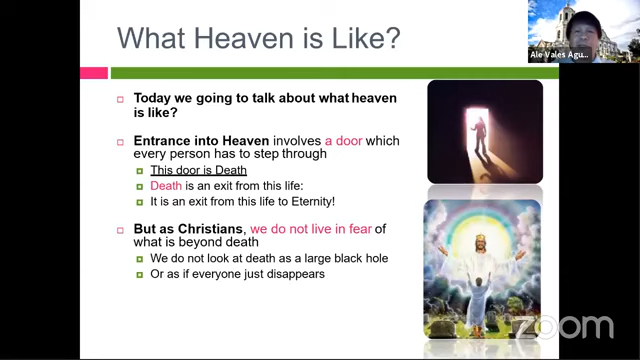 What Heaven is Like?
Ale Vales Agu...
Today we going to talk about what heaven
is like?
Entrance into Heaven involves a door which
every person has to step through
This door is Death
Death is an exit from this life:
It is an exit from this life to Eternity!
But as Christians, we do not live in fear of
what is beyond death
We do not look at death as a large black hole
Or as if everyone just disappears
zoom